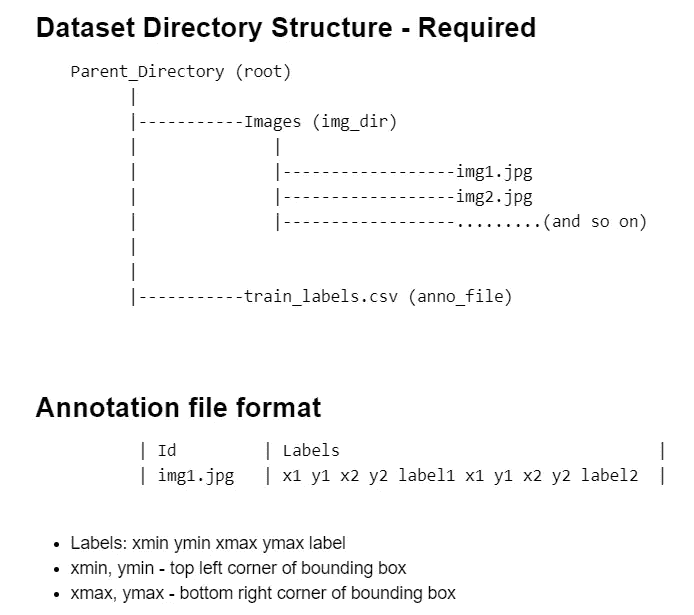 Dataset Directory Structure - Required
Parent_Directory (root)
|
|-----------Images (img_dir)
| |
| |------------------img1.jpg
| |------------------img2.jpg
| |------------------.........(and so on)
|
|
|-----------train_labels.csv (anno_file)
Annotation file format
| Id | Labels |
| img1.jpg | x1 y1 x2 y2 label1 x1 y1 x2 y2 label2 |
• Labels: xmin ymin xmax ymax label
• xmin, ymin - top left corner of bounding box
• xmax, ymax - bottom right corner of bounding box